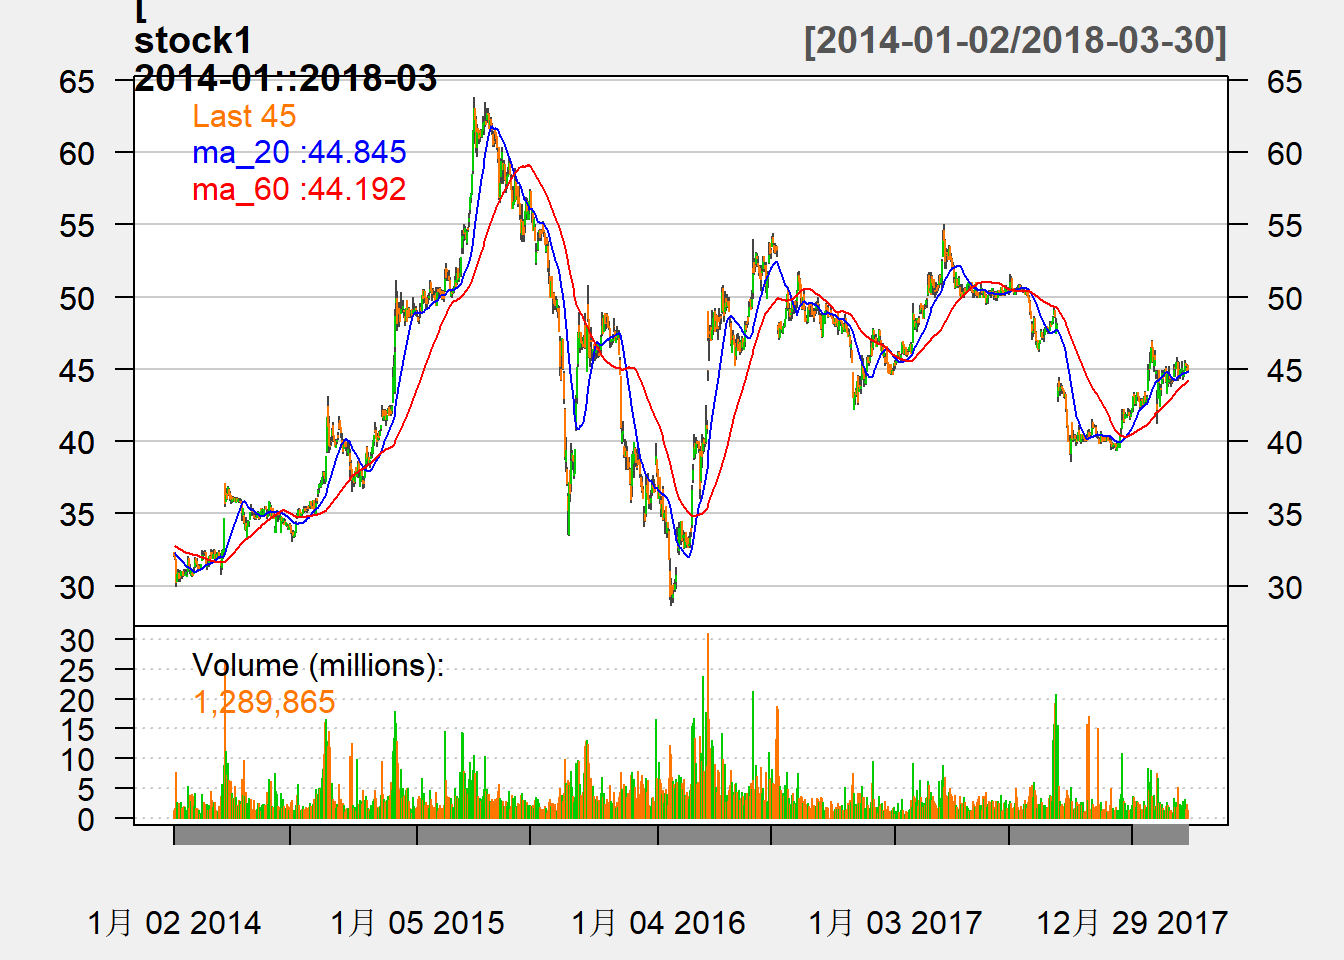 [
stock1
[2014-01-02/2018-03-30]
2014-01::2018-03
Last 45
ma_20 :44.845
ma_60 :44.192
65
60
55
50
45
40
35
30
65
60
55
50
45
40
35
30
Volume (millions):
1,289,865
30
25
20
15
10
5
0
1月 02 2014
1月 05 2015
1月 04 2016
1月 03 2017
12月 29 2017